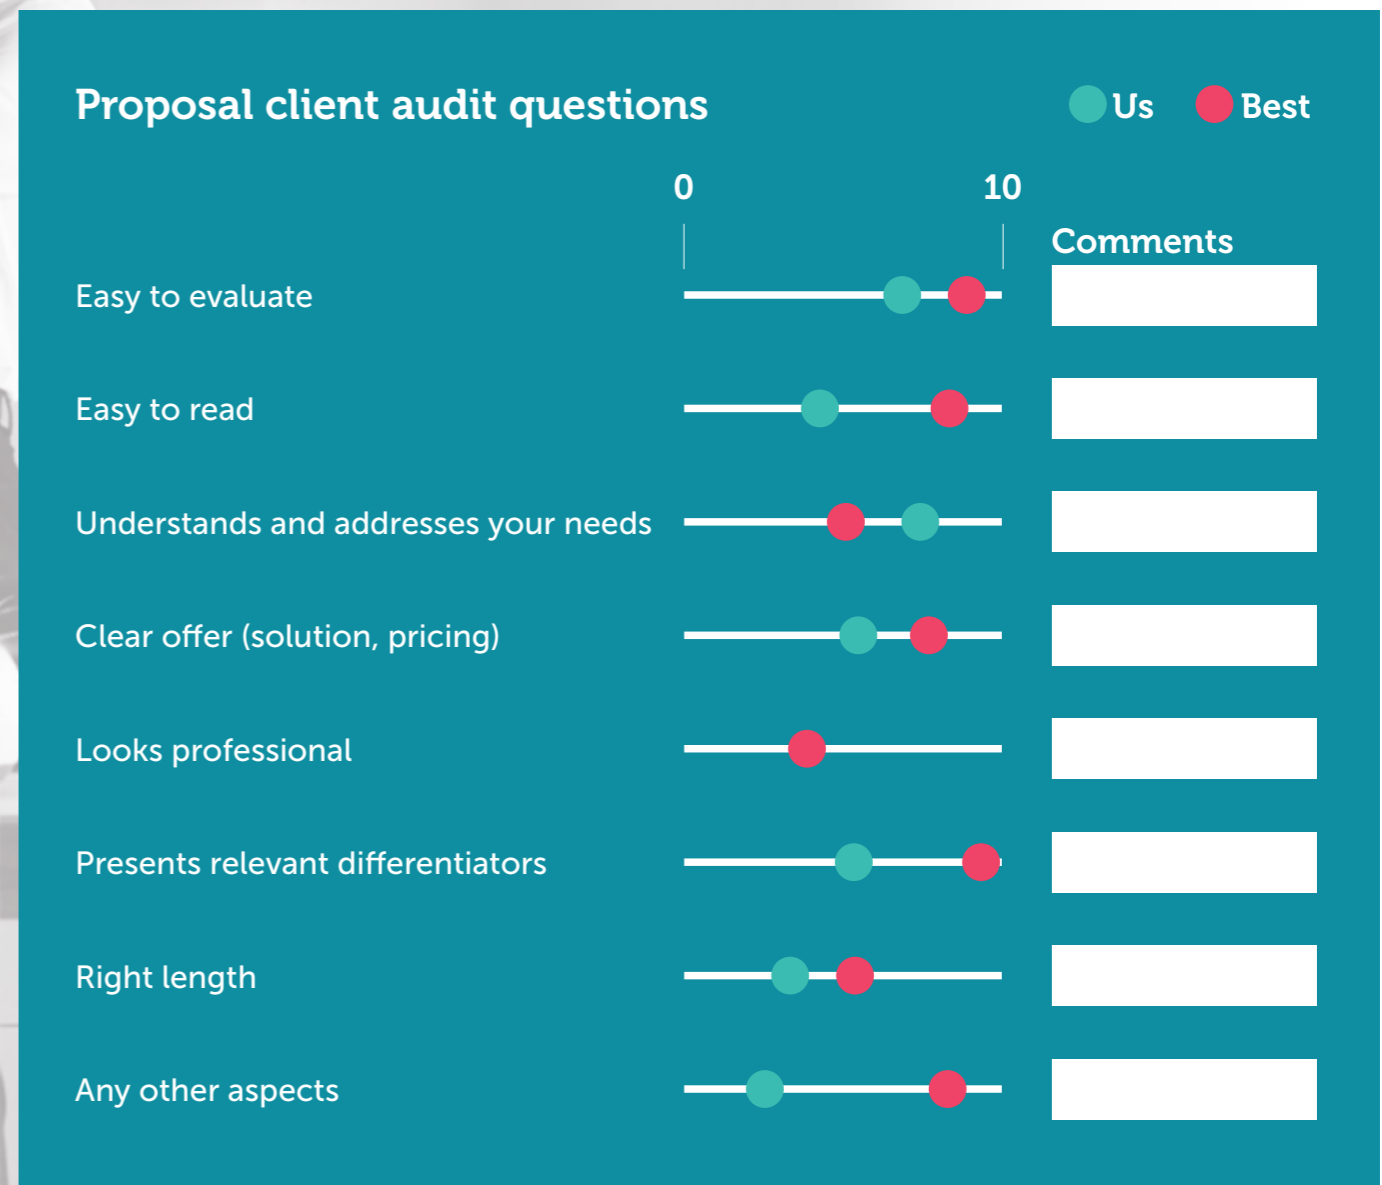 Proposal client audit questions
Us
Best
0
10
Comments
Easy to evaluate
Easy to read
Understands and addresses your needs
Clear offer (solution, pricing)
Looks professional
Presents relevant differentiators
Right length
Any other aspects